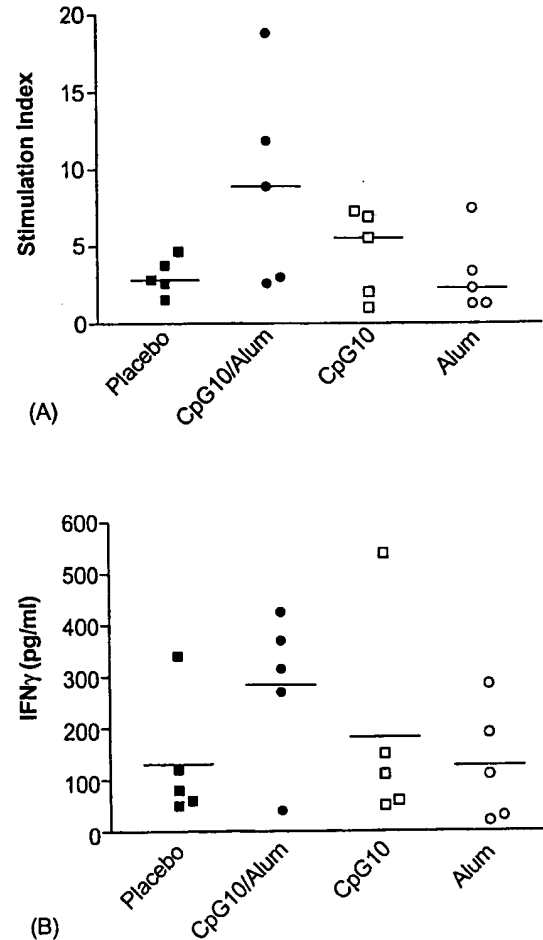 20
15
10
5
0
Stimulation Index
Placebo
CpG10/Alum
CpG10
Alum
(A)
600
500
400
300
200
100
0
IFNγ (pg/ml)
Placebo
CpG10/Alum
CpG10
Alum
(B)